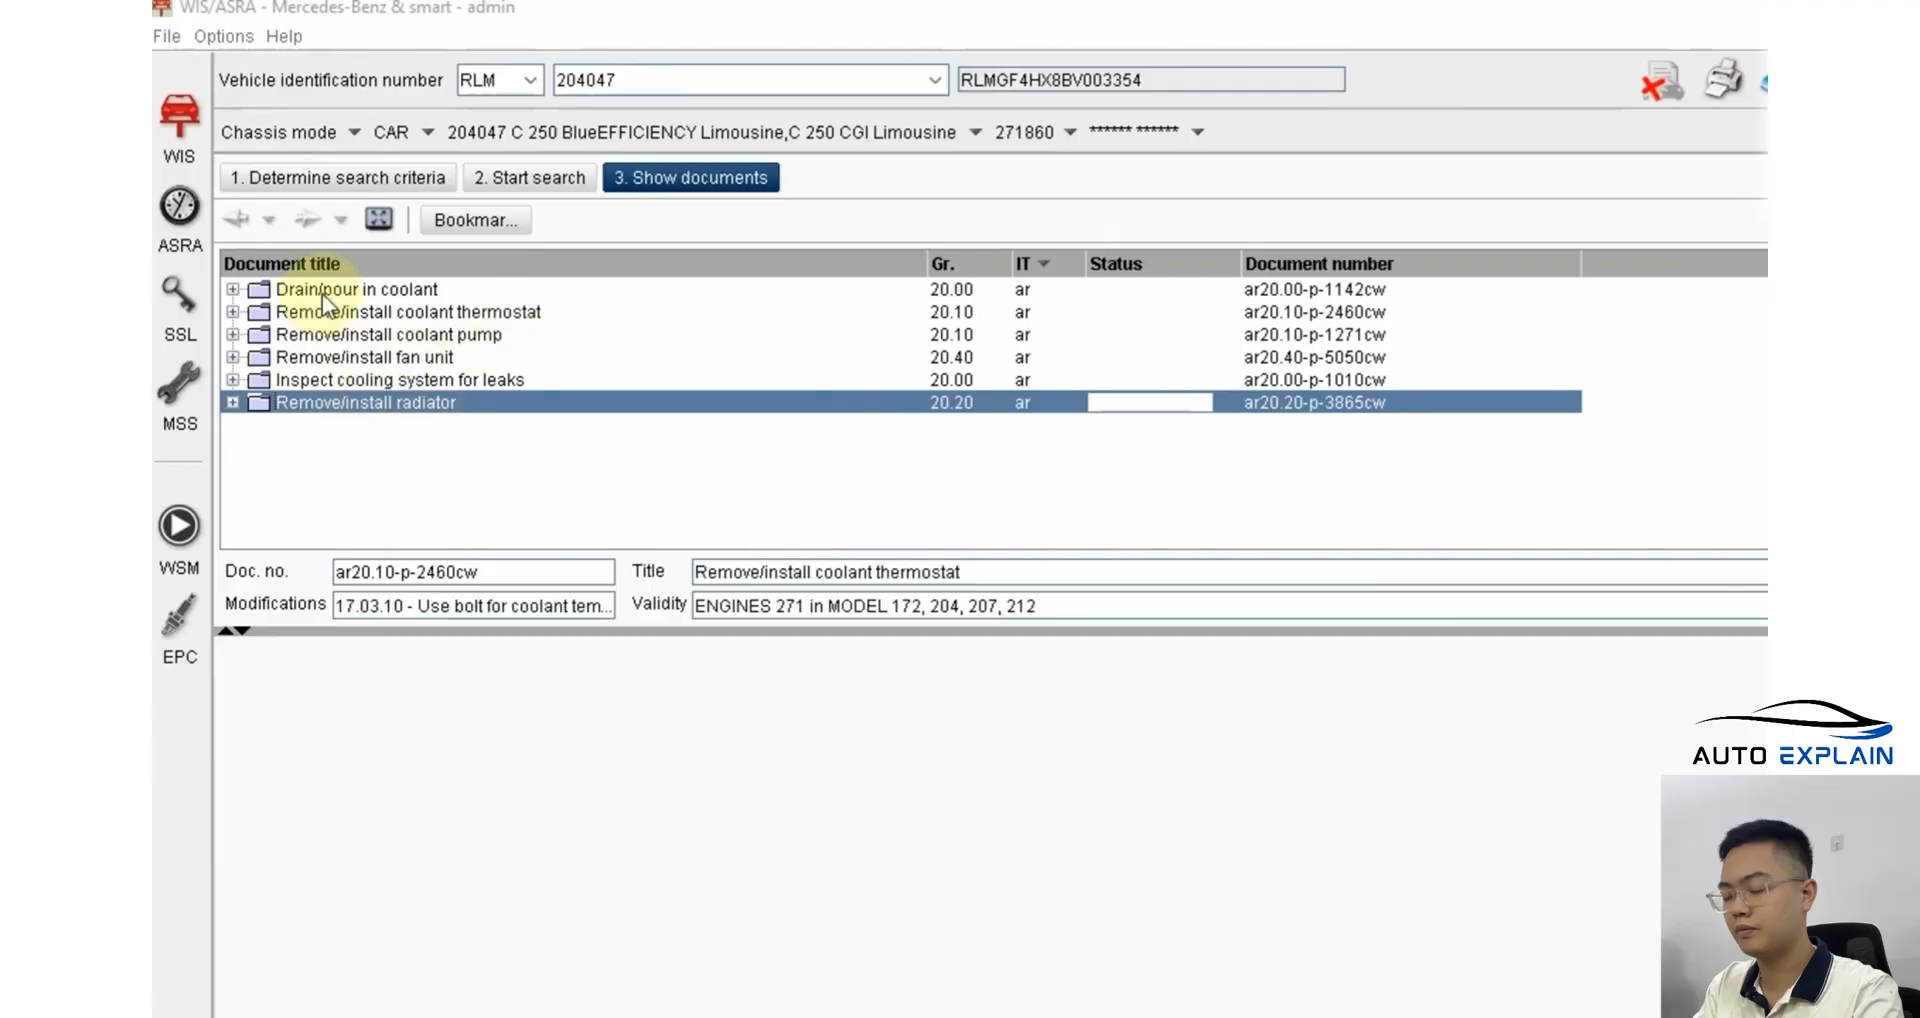 WIS/ASRA - Mercedes-Benz & smart - admin
File Options Help
Vehicle identification number RLM 204047 RLMGF4HX8BV003354
Chassis mode CAR 204047 C 250 BlueEFFICIENCY Limousine,C 250 CGI Limousine 271860 ****** ******
1. Determine search criteria 2. Start search 3. Show documents
Bookmar...
Document title Gr. IT Status Document number
Drain/pour in coolant 20.00 ar ar20.00-p-1142cw
Remove/install coolant thermostat 20.10 ar ar20.10-p-2460cw
Remove/install coolant pump 20.10 ar ar20.10-p-1271cw
Remove/install fan unit 20.40 ar ar20.40-p-5050cw
Inspect cooling system for leaks 20.00 ar ar20.00-p-1010cw
Remove/install radiator 20.20 ar ar20.20-p-3865cw
Doc. no. ar20.10-p-2460cw Title Remove/install coolant thermostat
Modifications 17.03.10 - Use bolt for coolant tem... Validity ENGINES 271 in MODEL 172, 204, 207, 212
WIS
ASRA
SSL
MSS
WSM
EPC
AUTO EXPLAIN